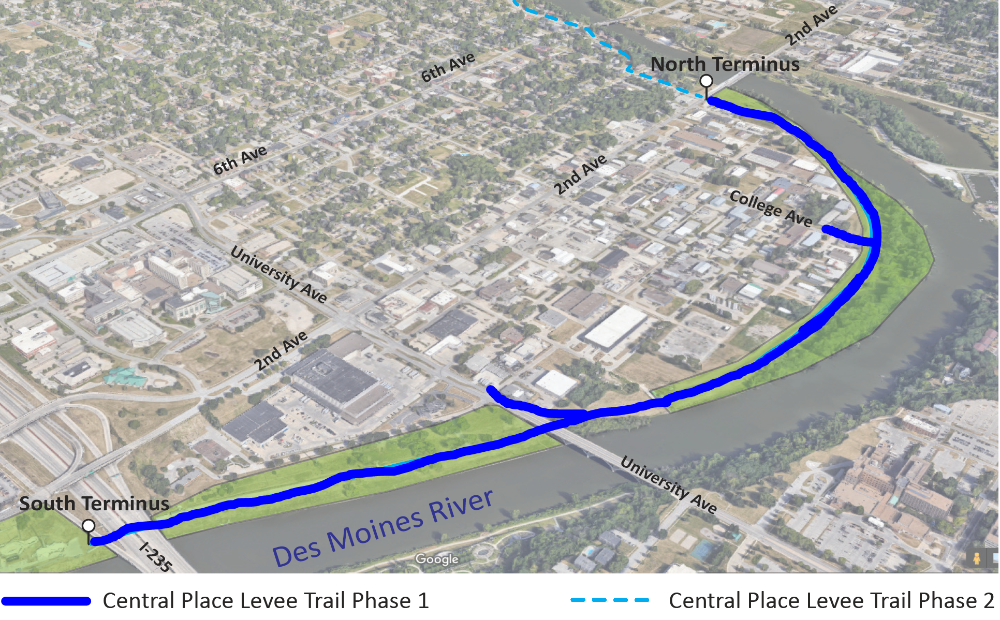 2nd Ave
North Terminus
6th Ave
6th Ave
2nd Ave
College Ave
University Ave
2nd Ave
University Ave
South Terminus
Des Moines River
I-235
Google
Central Place Levee Trail Phase 1
Central Place Levee Trail Phase 2